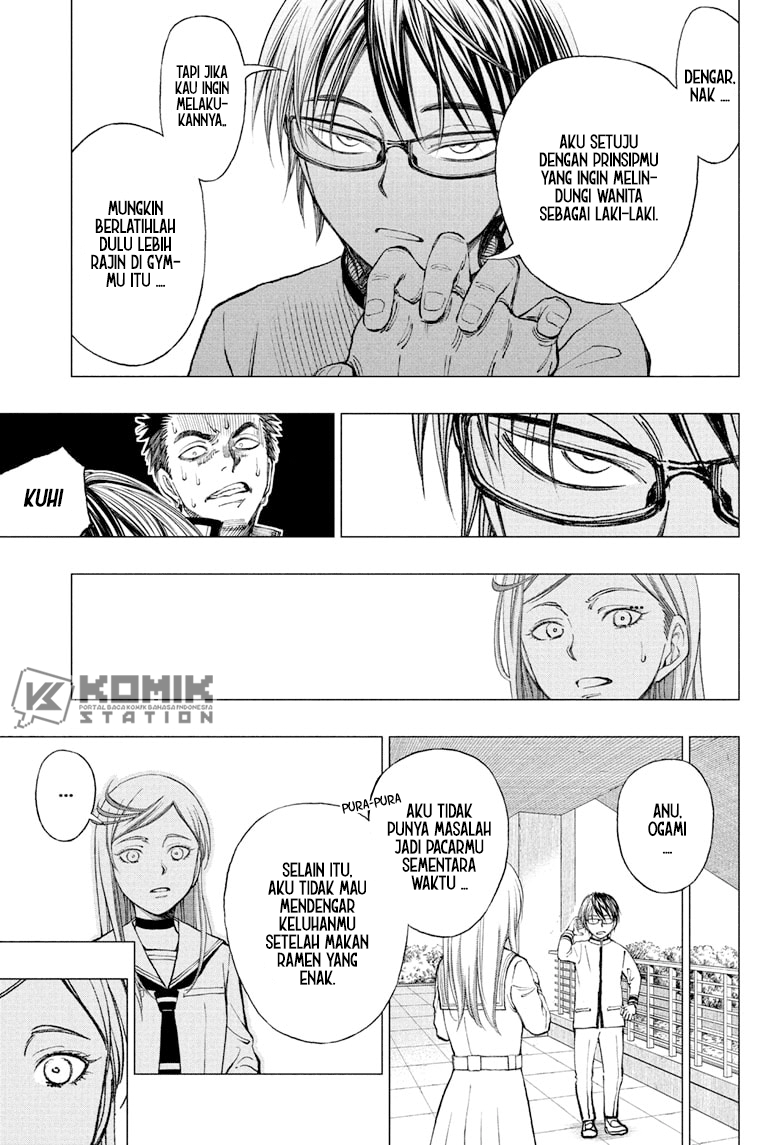 DENGAR,
NAK ....
AKU SETUJU
DENGAN PRINSIPMU
YANG INGIN MELIN-
DUNGI WANITA
SEBAGAI LAKI-LAKI.
TAPI JIKA
KAU INGIN
MELAKU-
KANNYA..
MUNGKIN
BERLATIHLAH
DULU LEBIH
RAJIN DI GYM-
MU ITU ....
KUH!
...
KOMIK
PORTAL BACA KOMIK BAHASA INDONESIA
STATION
ANU,
OGAMI
....
PURA-PURA
AKU TIDAK
PUNYA MASALAH
JADI PACARMU
SEMENTARA
WAKTU ...
SELAIN ITU,
AKU TIDAK MAU
MENDENGAR
KELUHANMU
SETELAH MAKAN
RAMEN YANG
ENAK.
...